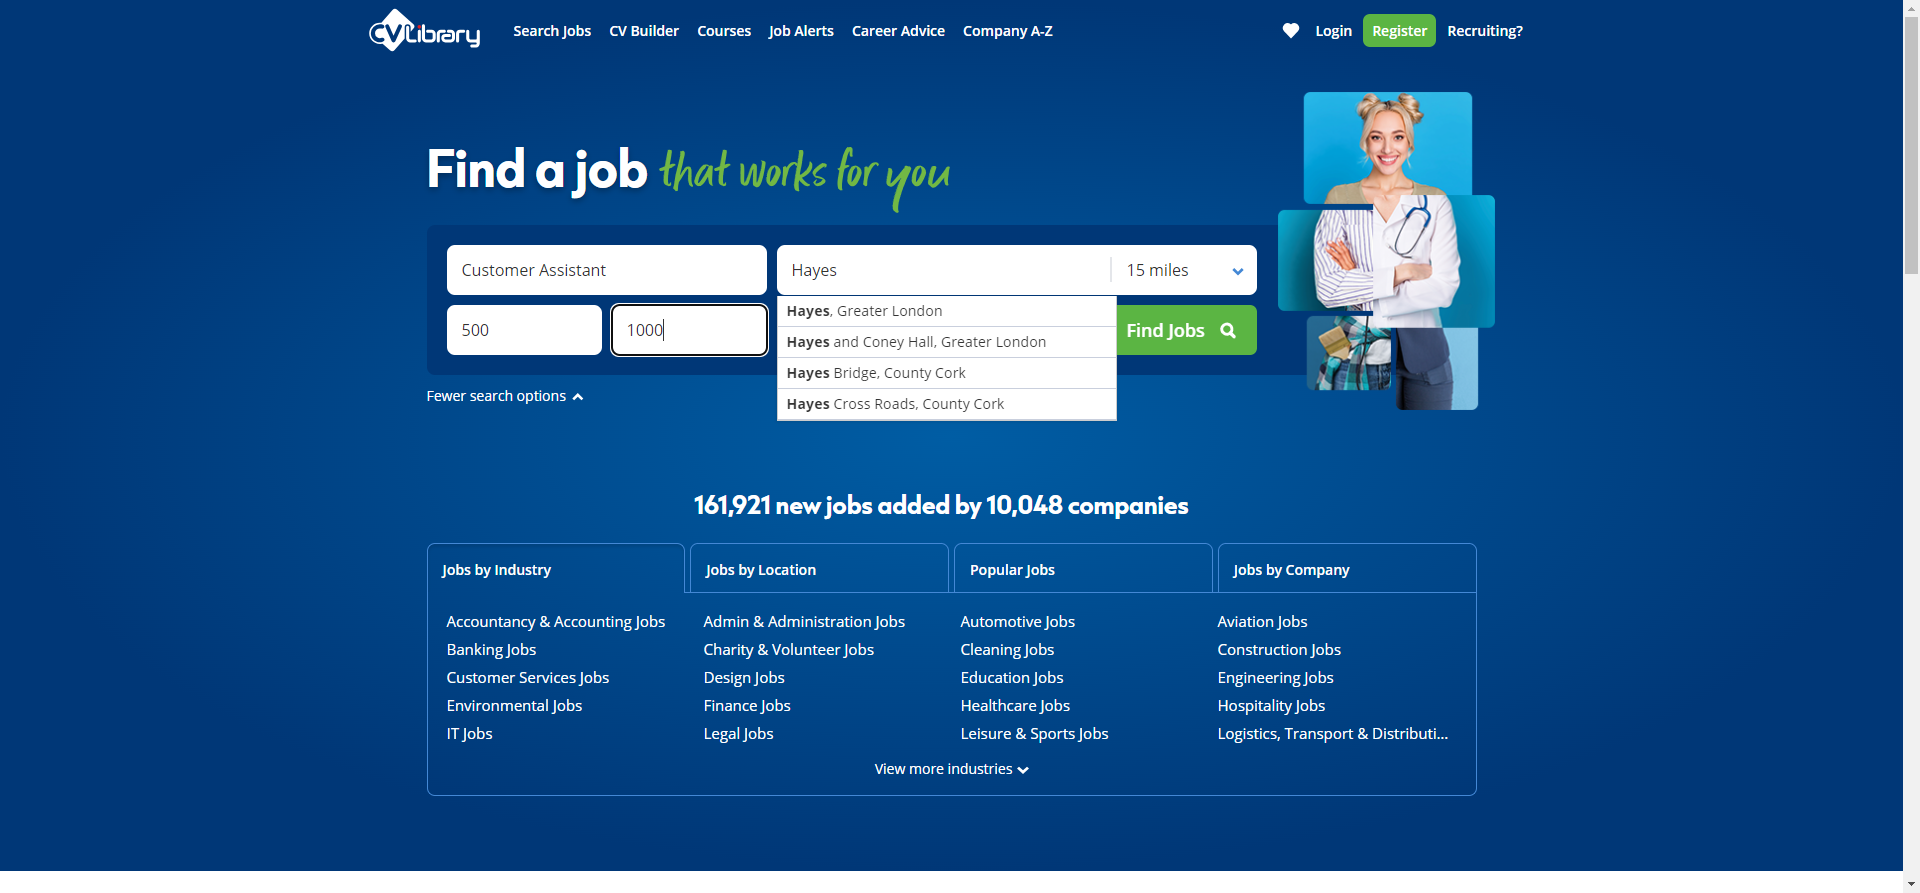 CVLibrary
Search Jobs CV Builder Courses Job Alerts Career Advice Company A-Z
Login Register Recruiting?
Find a job that works for you
Customer Assistant Hayes 15 miles
500 1000 Find Jobs
Hayes, Greater London
Hayes and Coney Hall, Greater London
Hayes Bridge, County Cork
Hayes Cross Roads, County Cork
Fewer search options
161,921 new jobs added by 10,048 companies
Jobs by Industry Jobs by Location Popular Jobs Jobs by Company
Accountancy & Accounting Jobs Admin & Administration Jobs Automotive Jobs Aviation Jobs
Banking Jobs Charity & Volunteer Jobs Cleaning Jobs Construction Jobs
Customer Services Jobs Design Jobs Education Jobs Engineering Jobs
Environmental Jobs Finance Jobs Healthcare Jobs Hospitality Jobs
IT Jobs Legal Jobs Leisure & Sports Jobs Logistics, Transport & Distributi...
View more industries